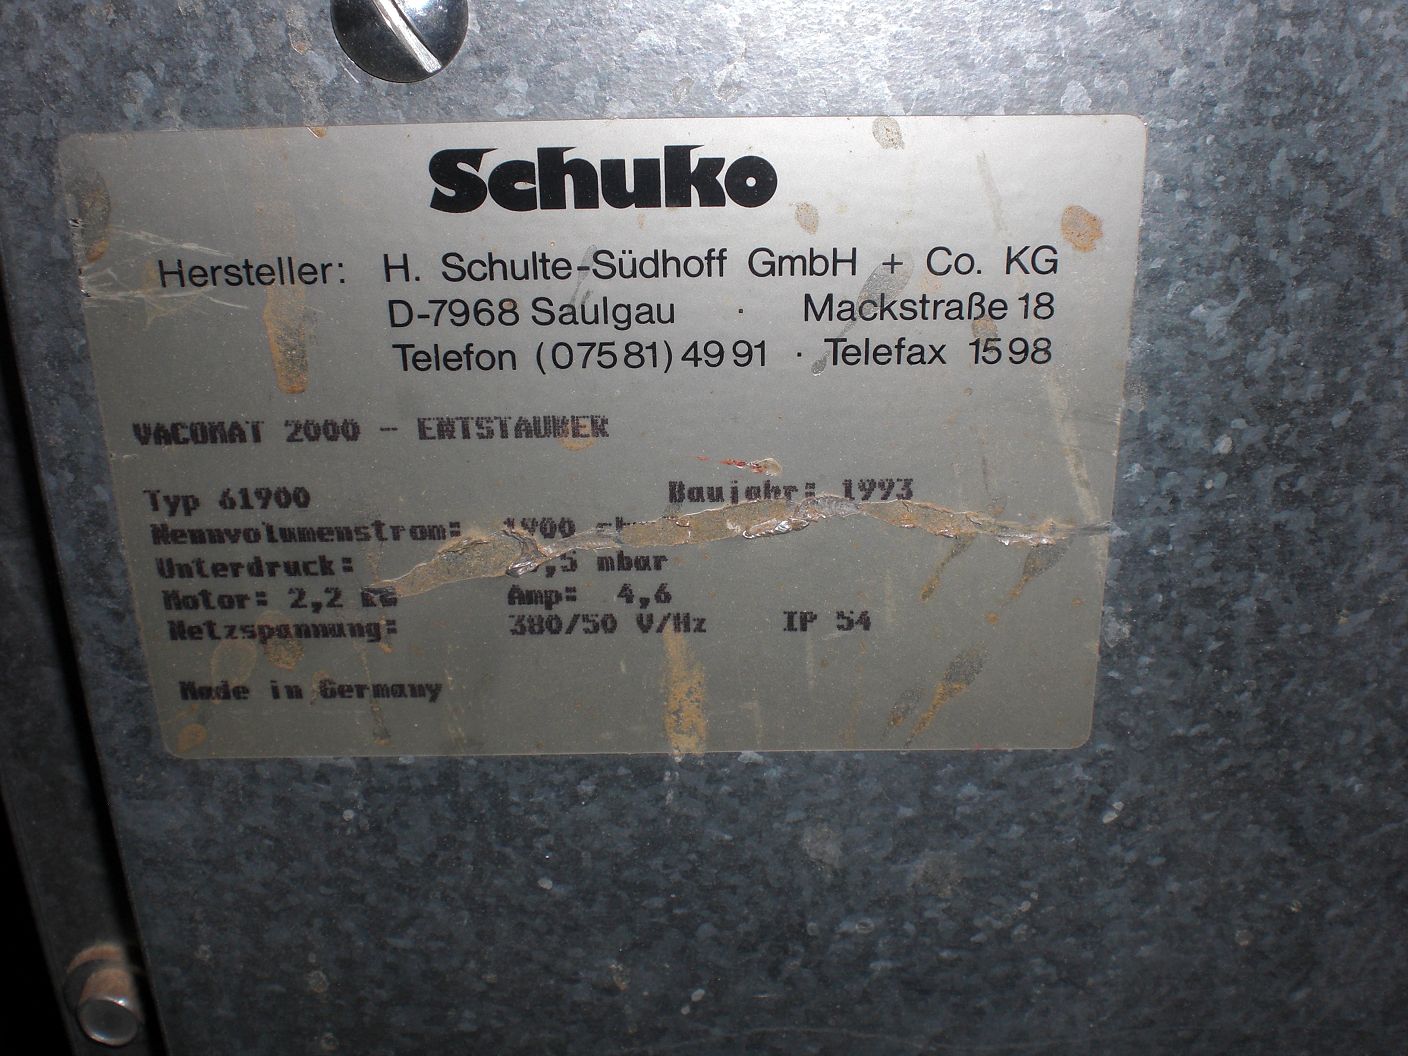 Schuko
Hersteller: H. Schulte-Südhoff GmbH + Co. KG
D-7968 Saulgau · Mackstraße 18
Telefon (07581) 4991 · Telefax 1598
VACOMAT 2000 - ENTSTAUBER
Typ 61900 Baujahr: 1993
Nennvolumenstrom: 1900
Unterdruck: mbar
Motor: 2,2 Amp: 4,6
Netzspannung: 380/50 V/Hz IP 54
Made in Germany